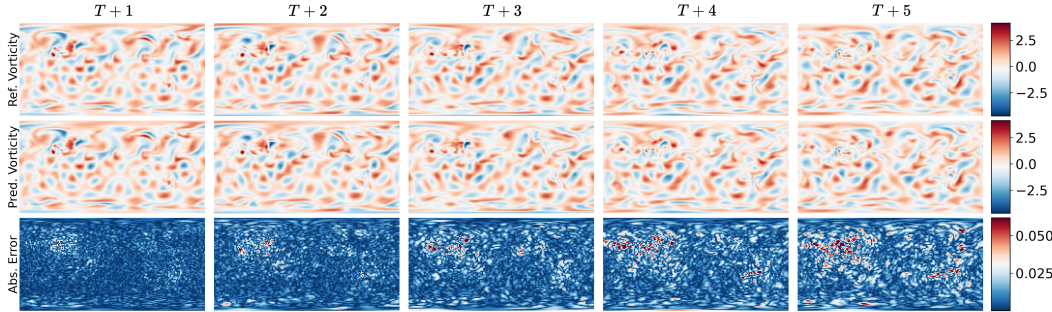 T + 1
T + 2
T + 3
T + 4
T + 5
Ref. Vorticity
2.5
0.0
−2.5
Pred. Vorticity
2.5
0.0
−2.5
Abs. Error
0.050
0.025